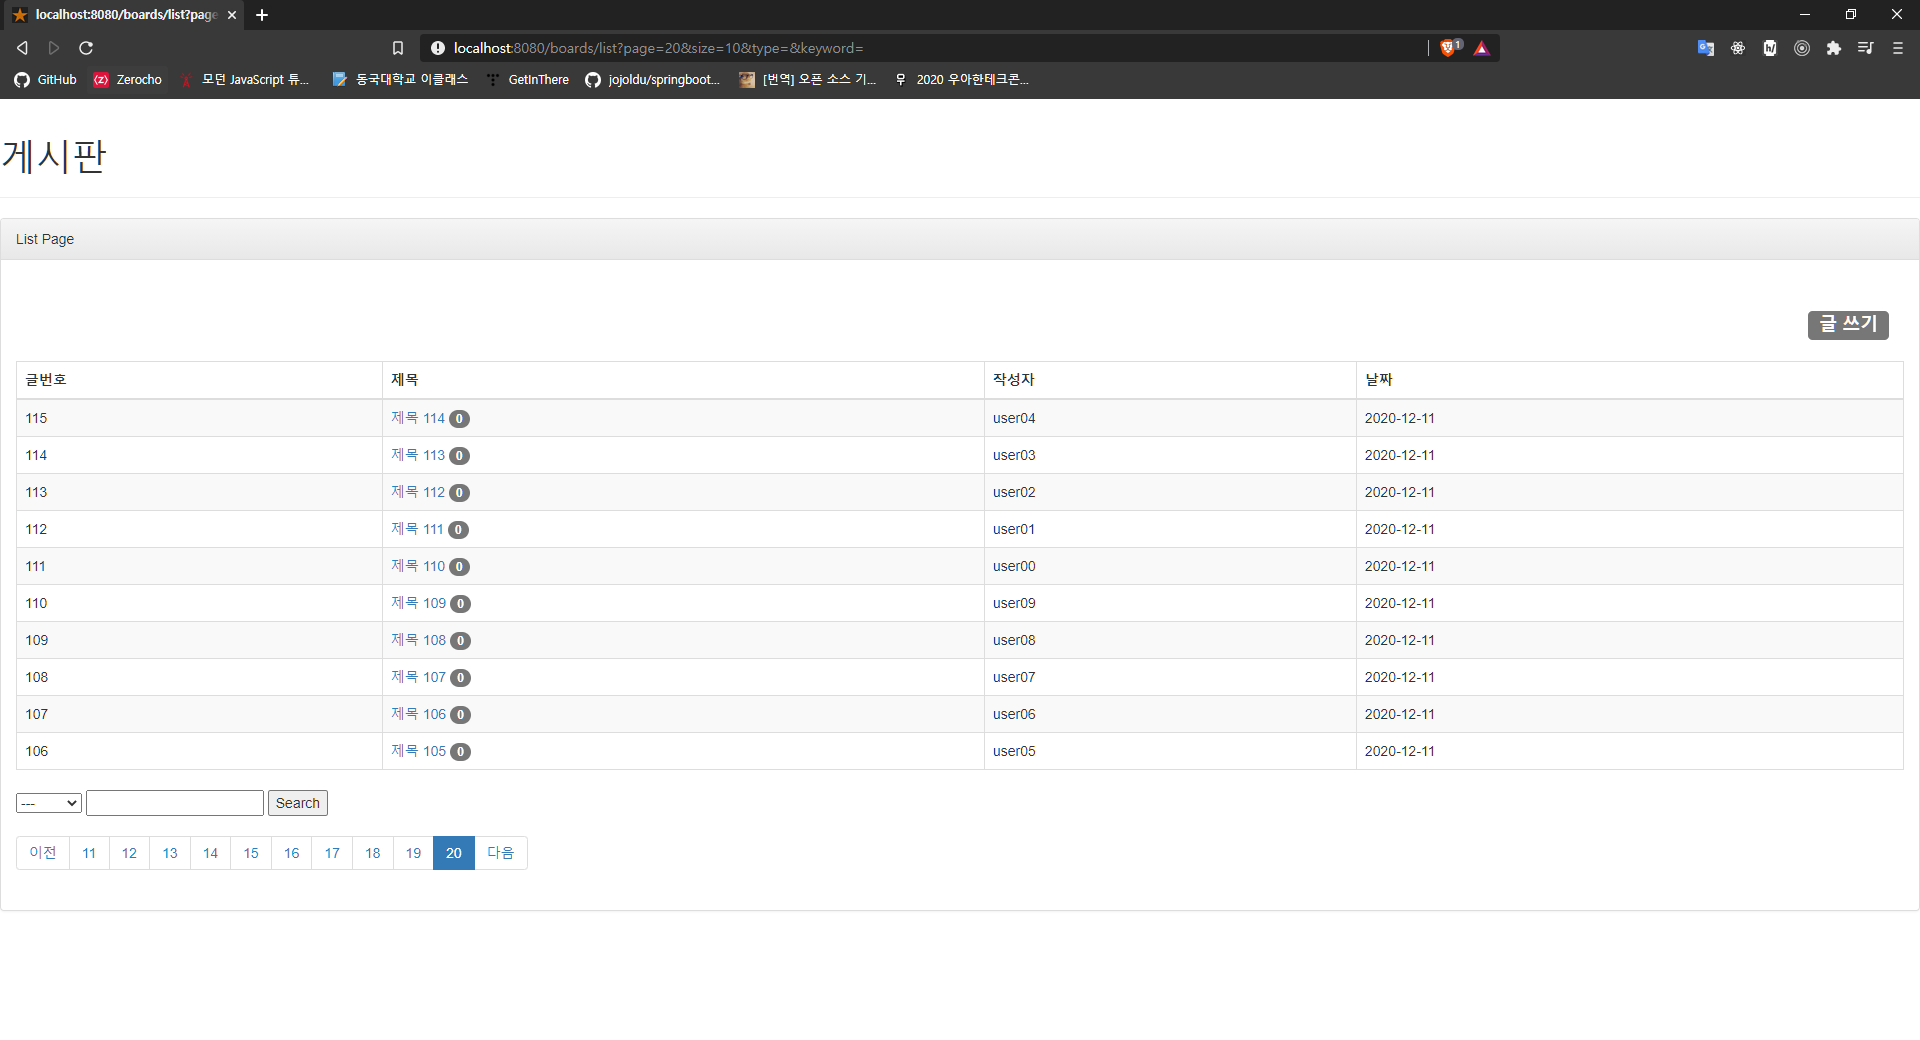 localhost:8080/boards/list?page
localhost:8080/boards/list?page=20&size=10&type=&keyword=
1
GitHub Zerocho 모던 JavaScript 튜... 동국대학교 이클래스 GetInThere jojoldu/springboot... [번역] 오픈 소스 기... 2020 우아한테크콘...
게시판
List Page
글 쓰기
글번호 제목 작성자 날짜
115 제목 114 0 user04 2020-12-11
114 제목 113 0 user03 2020-12-11
113 제목 112 0 user02 2020-12-11
112 제목 111 0 user01 2020-12-11
111 제목 110 0 user00 2020-12-11
110 제목 109 0 user09 2020-12-11
109 제목 108 0 user08 2020-12-11
108 제목 107 0 user07 2020-12-11
107 제목 106 0 user06 2020-12-11
106 제목 105 0 user05 2020-12-11
--- Search
이전 11 12 13 14 15 16 17 18 19 20 다음